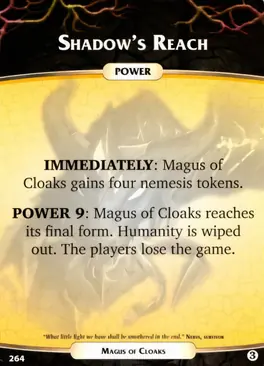 Shadow's Reach
POWER
IMMEDIATELY: Magus of
Cloaks gains four nemesis tokens.
POWER 9: Magus of Cloaks reaches
its final form. Humanity is wiped
out. The players lose the game.
"What little light we have shall be smothered in the end."
Magus of Cloaks
264
3